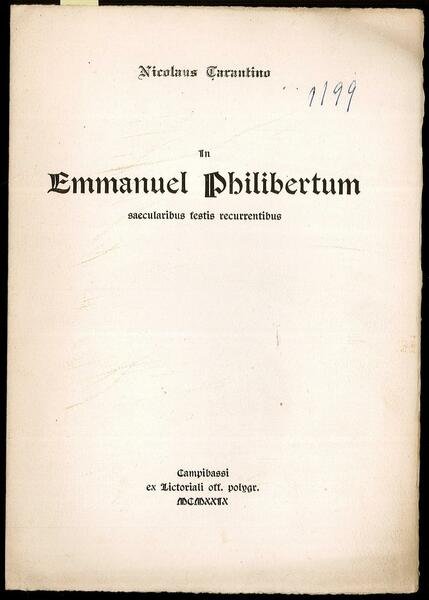 Nicolaus Tarantino
1199
In
Emmanuel Philibertum
saecularibus festis recurrentibus
Campibassi
ex Lictoriali off. polygr.
MCMXXIX